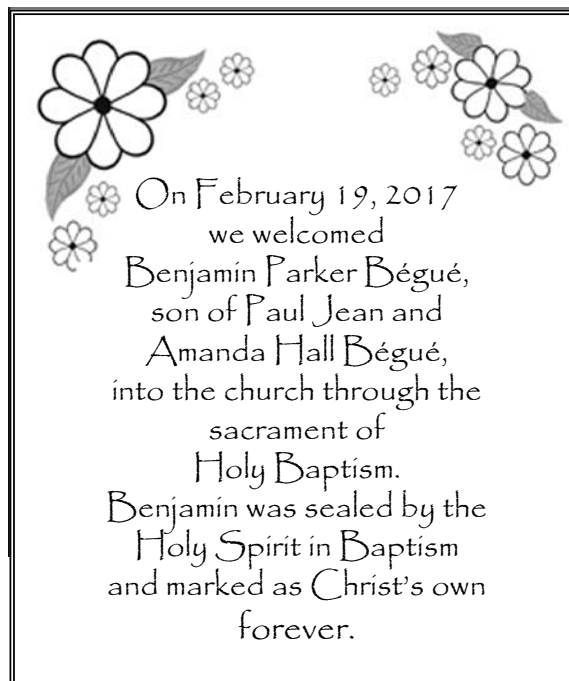 On February 19, 2017
we welcomed
Benjamin Parker Bégué,
son of Paul Jean and
Amanda Hall Bégué,
into the church through the
sacrament of
Holy Baptism.
Benjamin was sealed by the
Holy Spirit in Baptism
and marked as Christ's own
forever.